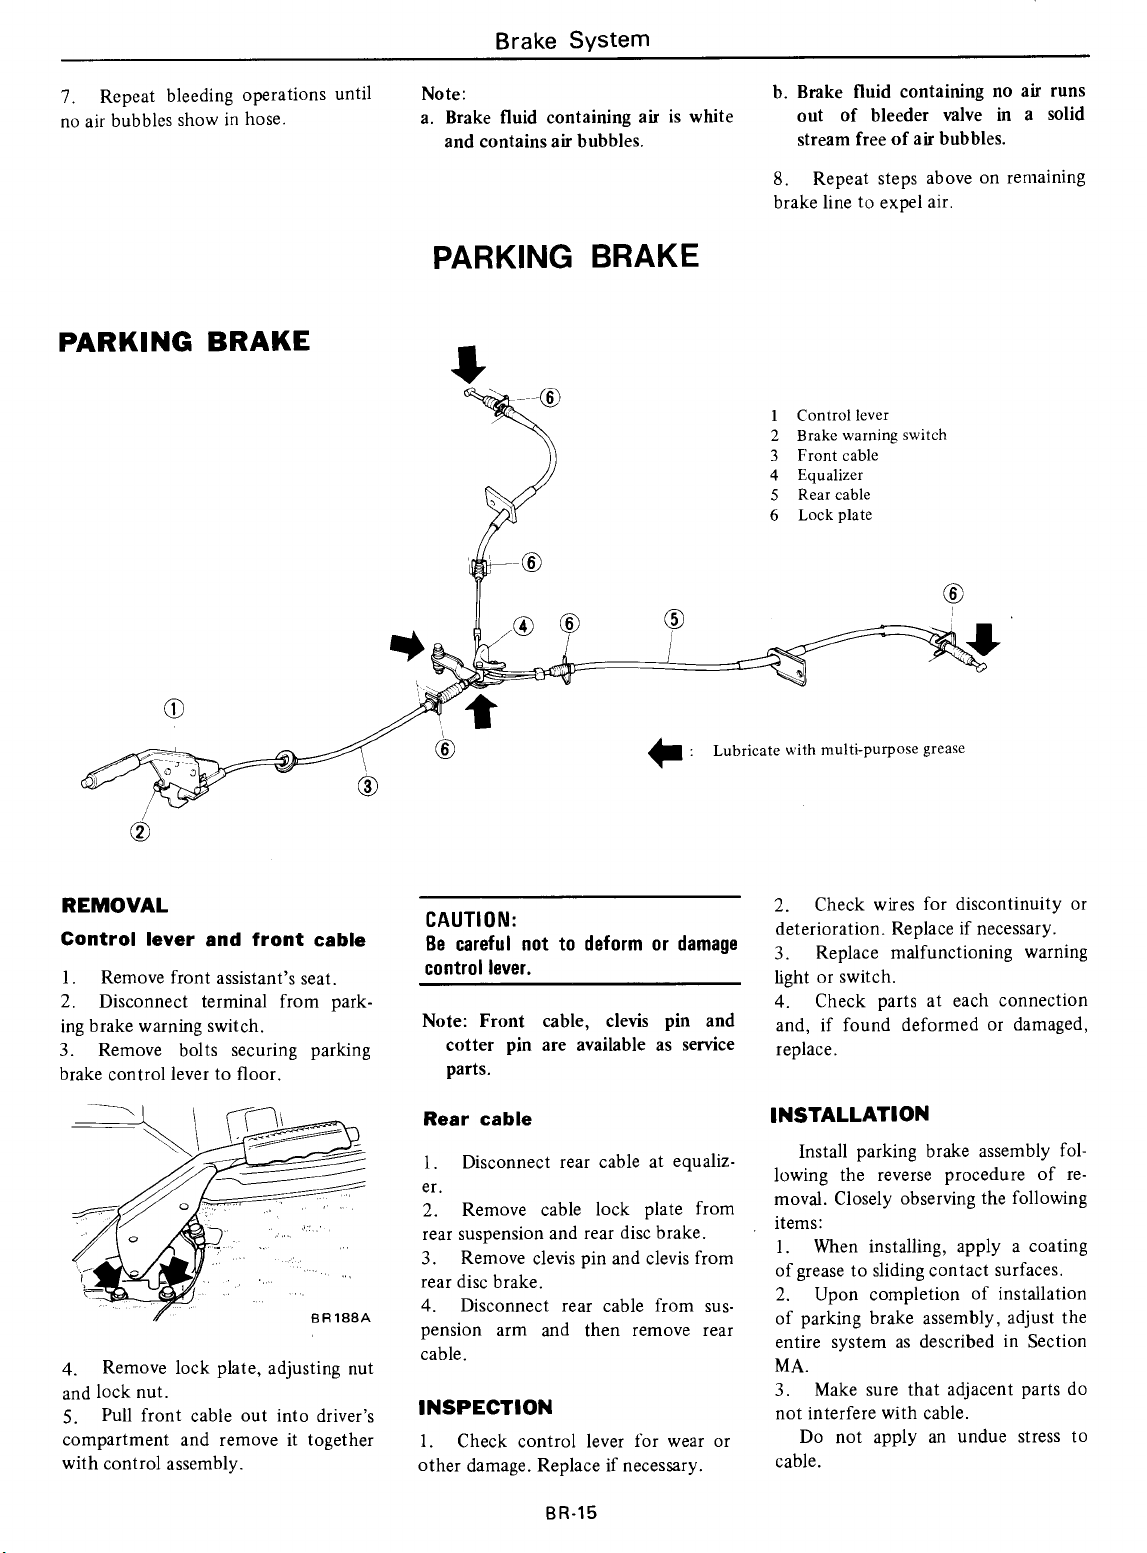 Brake System
7. Repeat bleeding operations until
no air bubbles show in hose.
Note:
a. Brake fluid containing air is white
and contains air bubbles.
b. Brake fluid containing no air runs
out of bleeder valve in a solid
stream free of air bubbles.
8. Repeat steps above on remaining
brake line to expel air.
PARKING BRAKE
PARKING BRAKE
6
1 Control lever
2 Brake warning switch
3 Front cable
4 Equalizer
5 Rear cable
6 Lock plate
6
6
4
6
5
1
6
3
2
: Lubricate with multi-purpose grease
REMOVAL
Control lever and front cable
1. Remove front assistant's seat.
2. Disconnect terminal from park-
ing brake warning switch.
3. Remove bolts securing parking
brake control lever to floor.
BR188A
4. Remove lock plate, adjusting nut
and lock nut.
5. Pull front cable out into driver's
compartment and remove it together
with control assembly.
CAUTION:
Be careful not to deform or damage
control lever.
Note: Front cable, clevis pin and
cotter pin are available as service
parts.
Rear cable
1. Disconnect rear cable at equaliz-
er.
2. Remove cable lock plate from
rear suspension and rear disc brake.
3. Remove clevis pin and clevis from
rear disc brake.
4. Disconnect rear cable from sus-
pension arm and then remove rear
cable.
INSPECTION
1. Check control lever for wear or
other damage. Replace if necessary.
2. Check wires for discontinuity or
deterioration. Replace if necessary.
3. Replace malfunctioning warning
light or switch.
4. Check parts at each connection
and, if found deformed or damaged,
replace.
INSTALLATION
Install parking brake assembly fol-
lowing the reverse procedure of re-
moval. Closely observing the following
items:
1. When installing, apply a coating
of grease to sliding contact surfaces.
2. Upon completion of installation
of parking brake assembly, adjust the
entire system as described in Section
MA.
3. Make sure that adjacent parts do
not interfere with cable.
Do not apply an undue stress to
cable.
BR-15